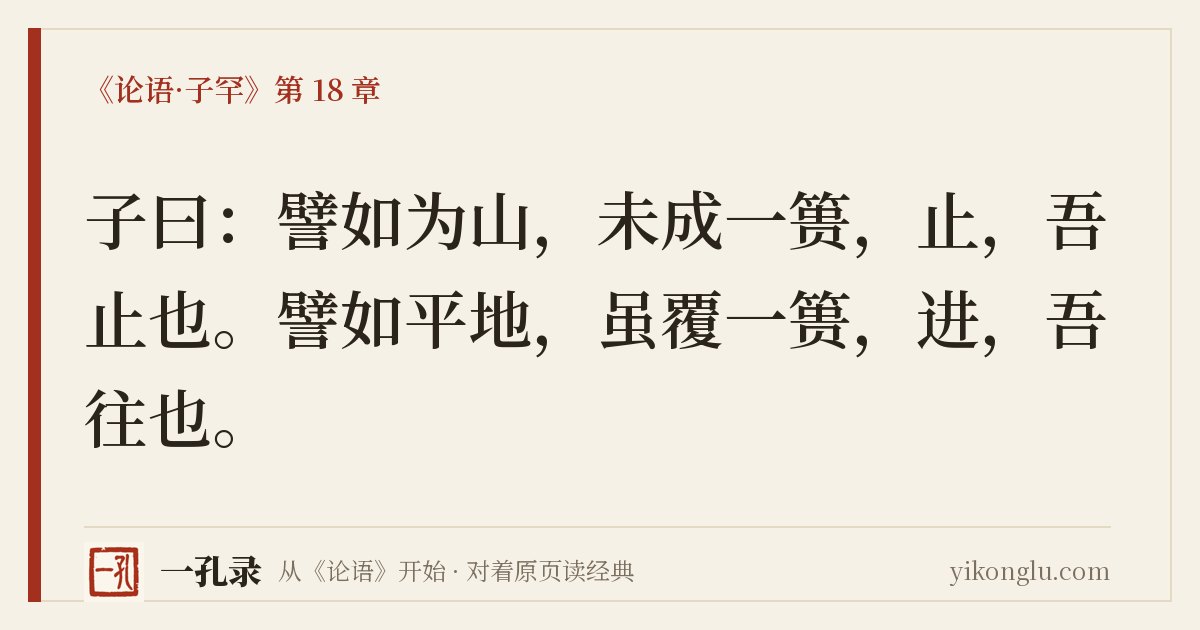 《论语·子罕》第 18 章
子曰：譬如为山，未成一篑，止，吾
止也。譬如平地，虽覆一篑，进，吾
往也。
一孔
一孔录 从《论语》开始 · 对着原页读经典 yikonglu.com